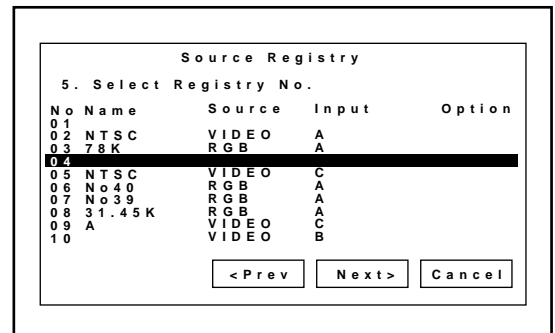 Source Registry
5. Select Registry No.
No Name Source Input Option
01
02 NTSC VIDEO A
03 78K RGB A
04
05 NTSC VIDEO C
06 No40 RGB A
07 No39 RGB A
08 31.45K RGB A
09 A VIDEO C
10 VIDEO B
<Prev Next> Cancel